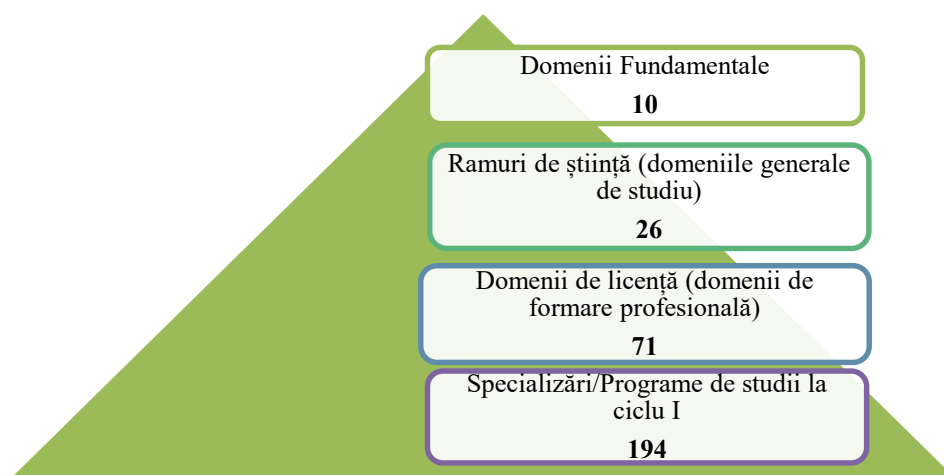 Domenii Fundamentale
10
Ramuri de știință (domeniile generale
de studiu)
26
Domenii de licență (domenii de
formare profesională)
71
Specializări/Programe de studii la
ciclu I
194